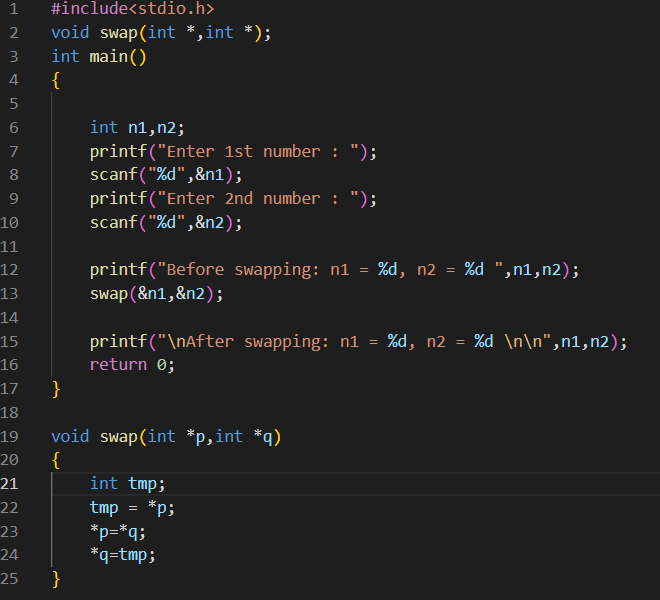 1 #include<stdio.h>
2 void swap(int *,int *);
3 int main()
4 {
5
6 int n1,n2;
7 printf("Enter 1st number : ");
8 scanf("%d",&n1);
9 printf("Enter 2nd number : ");
10 scanf("%d",&n2);
11
12 printf("Before swapping: n1 = %d, n2 = %d ",n1,n2);
13 swap(&n1,&n2);
14
15 printf("\nAfter swapping: n1 = %d, n2 = %d \n\n",n1,n2);
16 return 0;
17 }
18
19 void swap(int *p,int *q)
20 {
21 int tmp;
22 tmp = *p;
23 *p=*q;
24 *q=tmp;
25 }